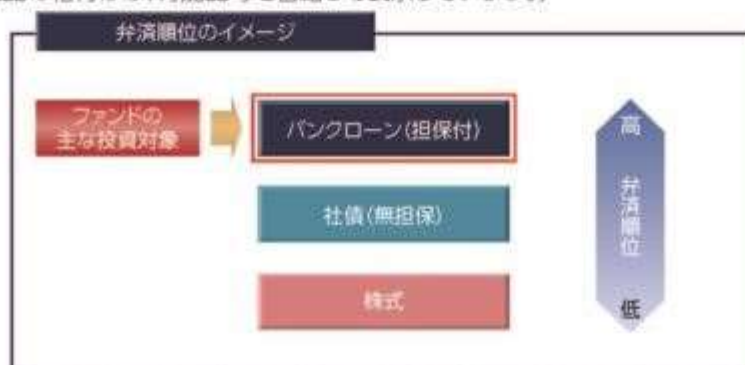 弁済順位のイメージ
ファンドの
主な投資対象
バンクローン(担保付)
社債(無担保)
株式
高
弁済順位
低